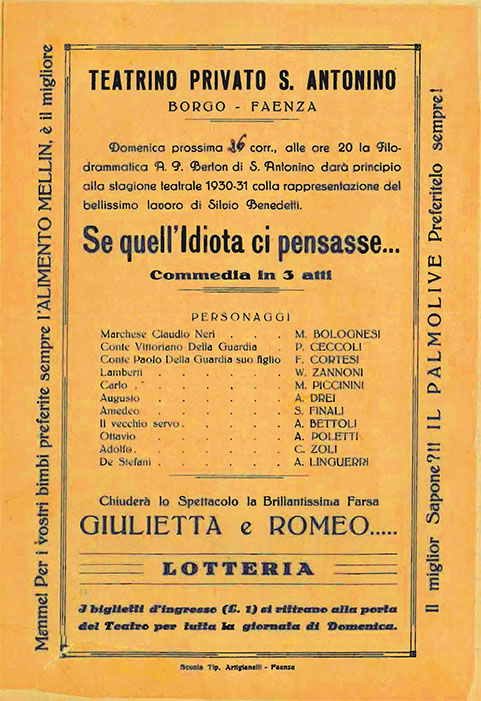 TEATRINO PRIVATO S. ANTONINO
BORGO - FAENZA
Domenica prossima 26 corr., alle ore 20 la Filo-
drammatica A. P. Berton di S. Antonino darà principio
alla stagione teatrale 1930-31 colla rappresentazione del
bellissimo lavoro di Silvio Benedetti.
Se quell'Idiota ci pensasse...
Commedia in 3 atti
PERSONAGGI
Marchese Claudio Neri . . . M. BOLOGNESI
Conte Vittoriano Della Guardia . P. CECCOLI
Conte Paolo Della Guardia suo figlio F. CORTESI
Lamberti . . . . . . W. ZANNONI
Carlo . . . . . . M. PICCININI
Augusto . . . . . . A. DREI
Amedeo . . . . . . S. FINALI
Il vecchio servo . . . . . A. BETTOLI
Ottavio . . . . . . A. POLETTI
Adolfo . . . . . . C. ZOLI
De Stefani . . . . . . A. LINGUERRI
Chiuderà lo Spettacolo la Brillantissima Farsa
GIULIETTA e ROMEO.....
LOTTERIA
I biglietti d'ingresso (£. 1) si ritirano alla porta
del Teatro per tutta la giornata di Domenica.
Scuola Tip. Artigianelli - Faenza
Mamme! Per i vostri bimbi preferite sempre l'ALIMENTO MELLIN, è il migliore
Il miglior Sapone?!! IL PALMOLIVE Preferitelo sempre!